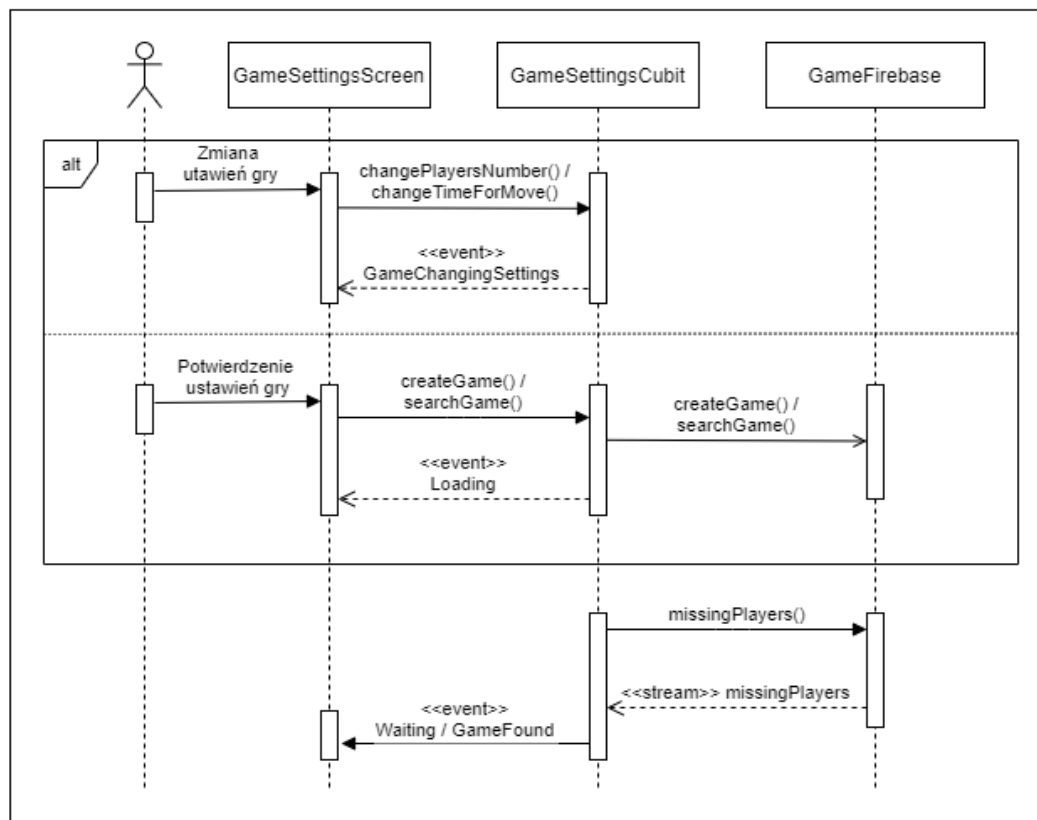 GameSettingsScreen
GameSettingsCubit
GameFirebase
alt
Zmiana
utawień gry
changePlayersNumber() /
changeTimeForMove()
<<event>>
GameChangingSettings
Potwierdzenie
ustawień gry
createGame() /
searchGame()
createGame() /
searchGame()
<<event>>
Loading
missingPlayers()
<<stream>> missingPlayers
<<event>>
Waiting / GameFound